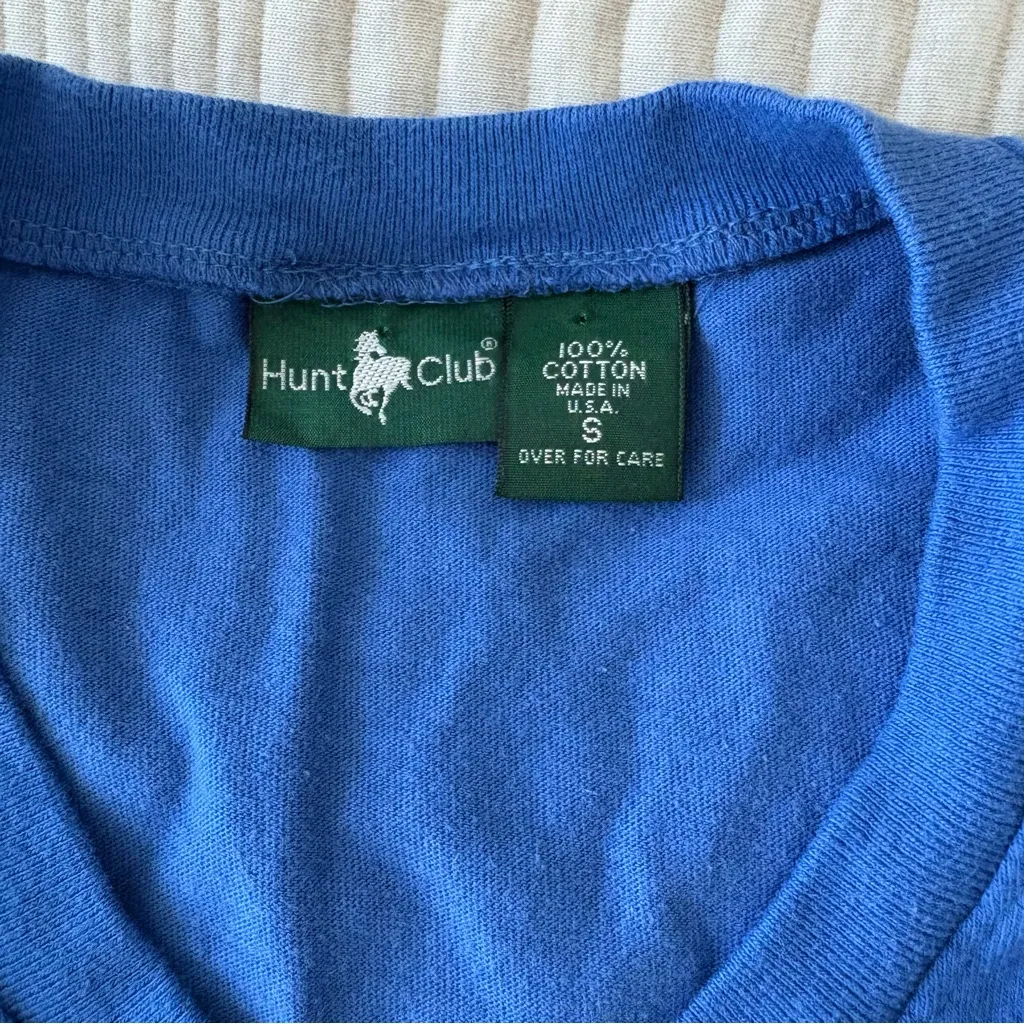 Hunt Club®
100%
COTTON
MADE IN
U.S.A.
S
OVER FOR CARE